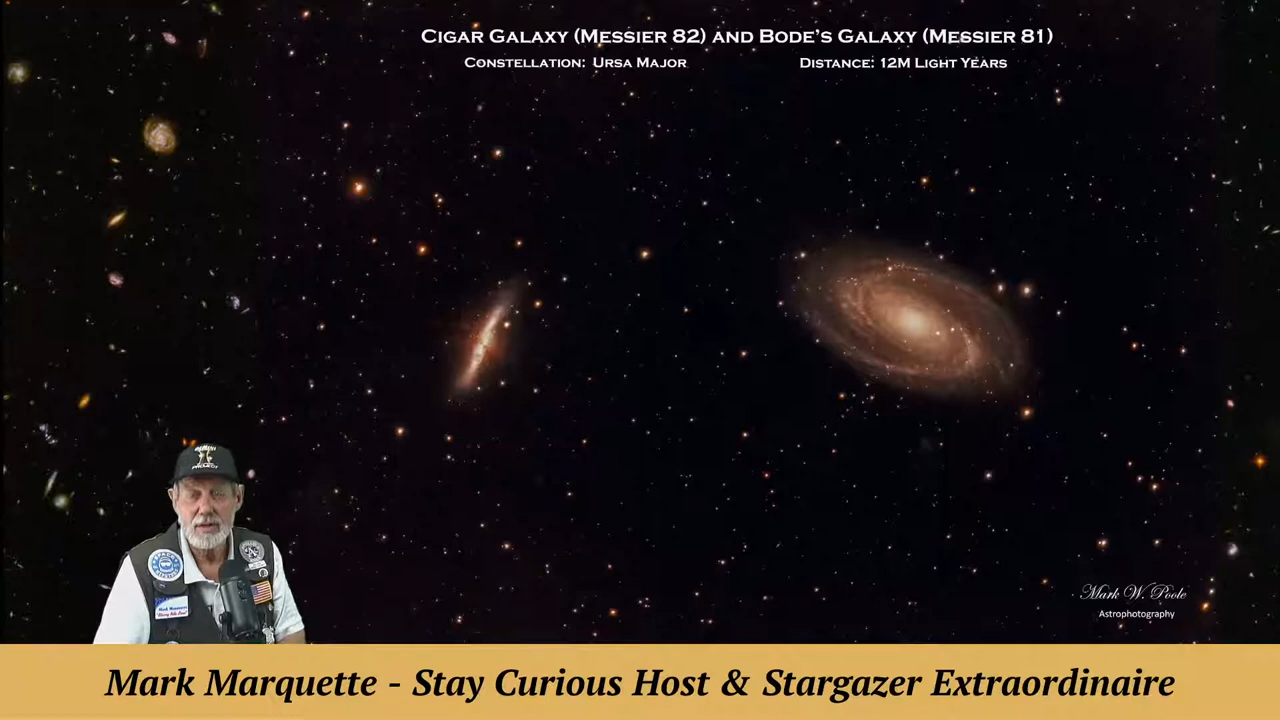 Cigar Galaxy (Messier 82) and Bode's Galaxy (Messier 81)
Constellation: Ursa Major
Distance: 12M Light Years
Mark W. Poole
Astrophotography
Mark Marquette - Stay Curious Host & Stargazer Extraordinaire